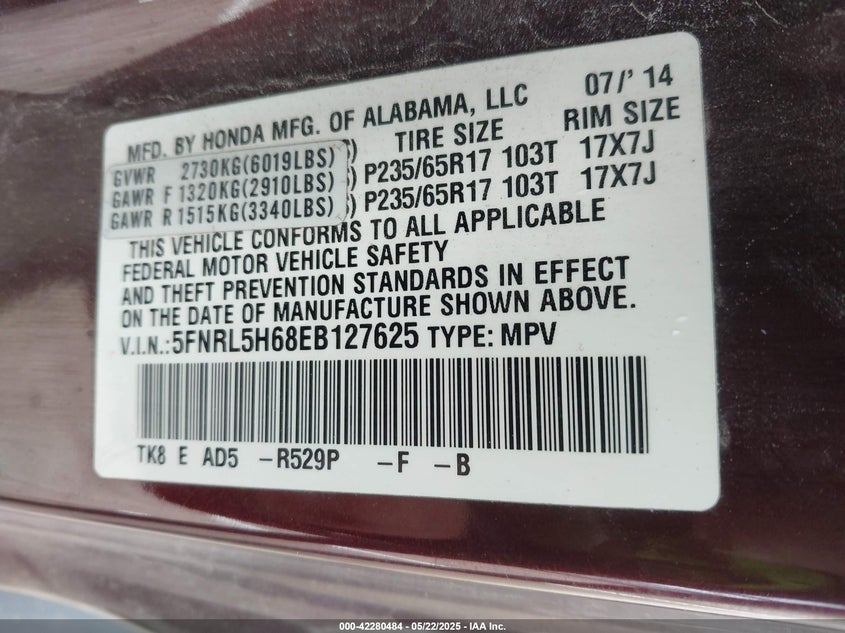 MFD. BY HONDA MFG. OF ALABAMA, LLC 07/'14
TIRE SIZE RIM SIZE
GVWR 2730KG(6019LBS)
GAWR F 1320KG(2910LBS) P235/65R17 103T 17X7J
GAWR R 1515KG(3340LBS) P235/65R17 103T 17X7J
THIS VEHICLE CONFORMS TO ALL APPLICABLE
FEDERAL MOTOR VEHICLE SAFETY
AND THEFT PREVENTION STANDARDS IN EFFECT
ON THE DATE OF MANUFACTURE SHOWN ABOVE.
V.I.N.:5FNRL5H68EB127625 TYPE: MPV
TK8 E AD5 -R529P -F -B
000-42280484 - 05/22/2025 - IAA Inc.